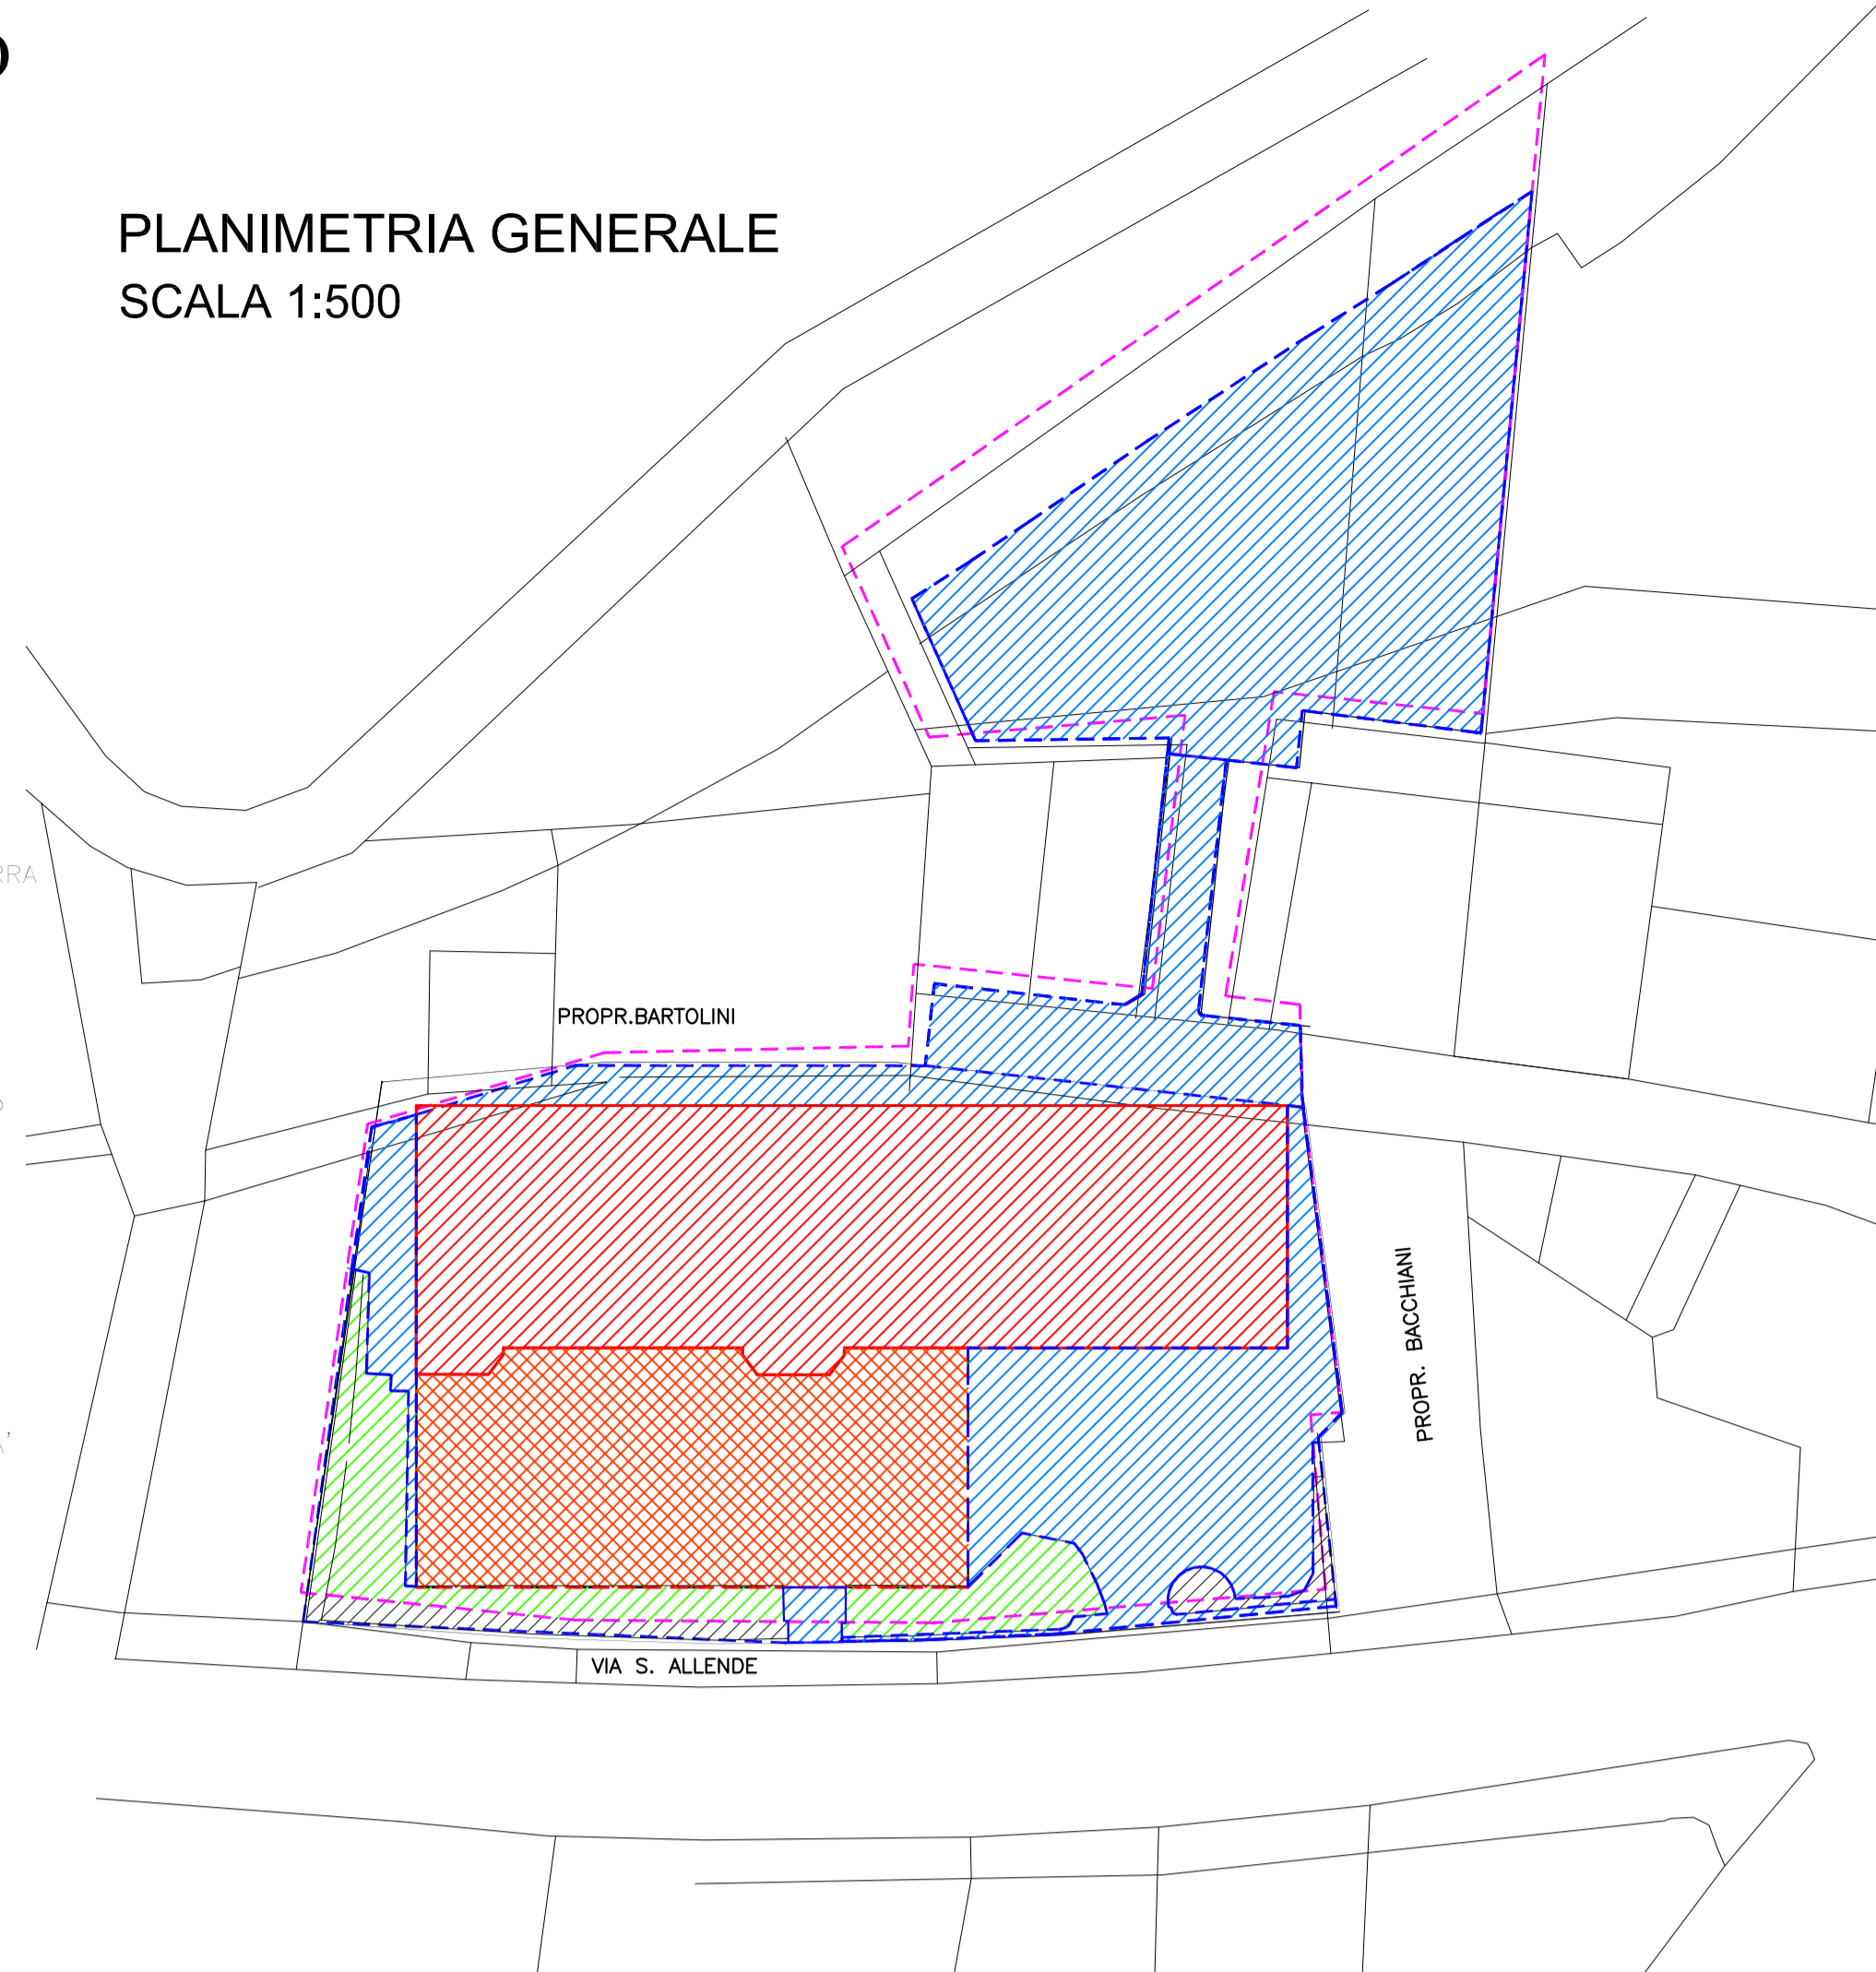 PLANIMETRIA GENERALE
SCALA 1:500
PROPR.BARTOLINI
PROPR. BACCHIANI
VIA S. ALLENDE